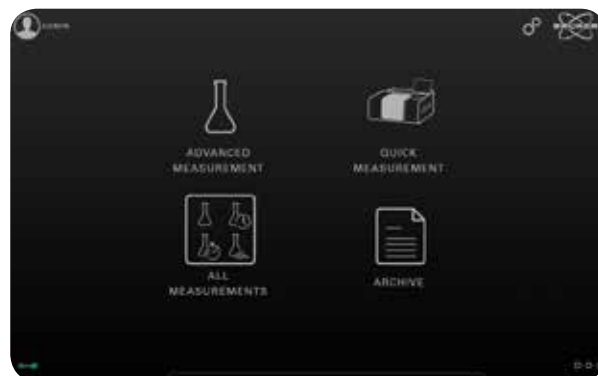 ADVANCED
MEASUREMENT
QUICK
MEASUREMENT
ALL
MEASUREMENTS
ARCHIVE